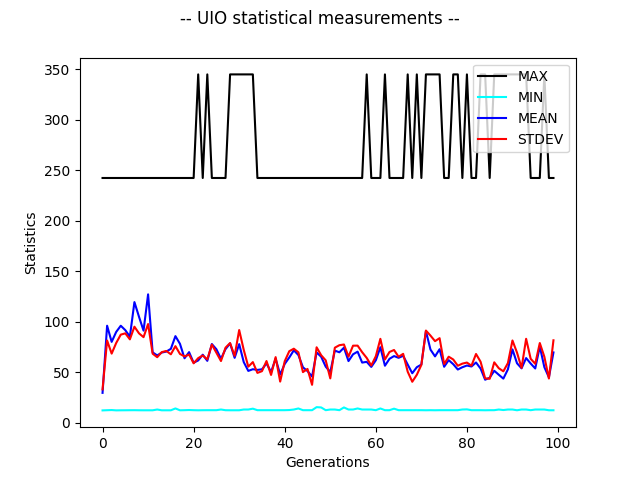 -- UIO statistical measurements --
350
300
250
200
150
100
50
0
Statistics
MAX
MIN
MEAN
STDEV
0 20 40 60 80 100
Generations